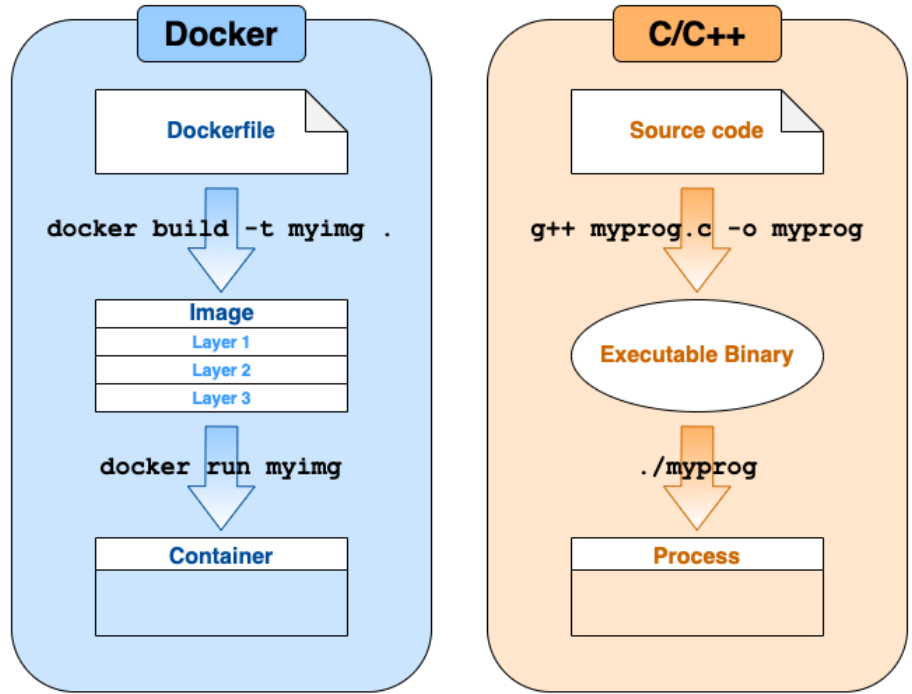 Docker
Dockerfile
docker build -t myimg .
Image
Layer 1
Layer 2
Layer 3
docker run myimg
Container
C/C++
Source code
g++ myprog.c -o myprog
Executable Binary
./myprog
Process